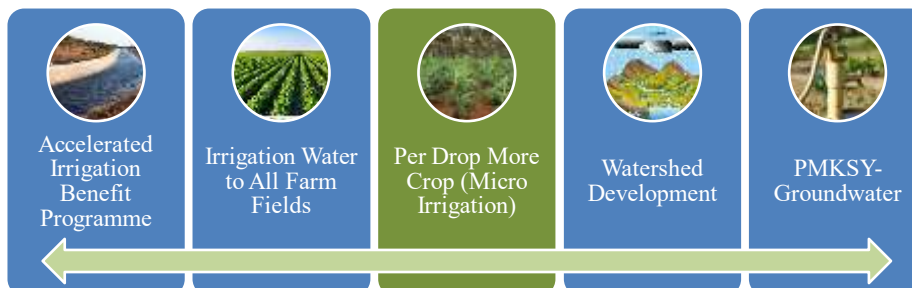 Accelerated
Irrigation
Benefit
Programme
Irrigation Water
to All Farm
Fields
Per Drop More
Crop (Micro
Irrigation)
Watershed
Development
PMKSY-
Groundwater